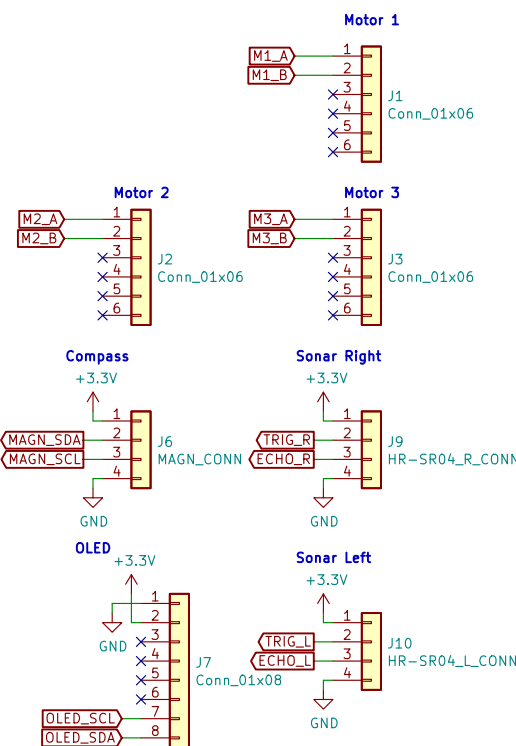 Motor 1
M1_A 1
M1_B 2
3
4
5
6
J1
Conn_01x06
Motor 2
M2_A 1
M2_B 2
3
4
5
6
J2
Conn_01x06
Motor 3
M3_A 1
M3_B 2
3
4
5
6
J3
Conn_01x06
Compass
+3.3V
1
MAGN_SDA 2
MAGN_SCL 3
4
J6
MAGN_CONN
GND
Sonar Right
+3.3V
1
TRIG_R 2
ECHO_R 3
4
J9
HR-SR04_R_CONN
GND
OLED
+3.3V
1
2
GND
3
4
5
6
OLED_SCL 7
OLED_SDA 8
J7
Conn_01x08
Sonar Left
+3.3V
1
TRIG_L 2
ECHO_L 3
4
J10
HR-SR04_L_CONN
GND